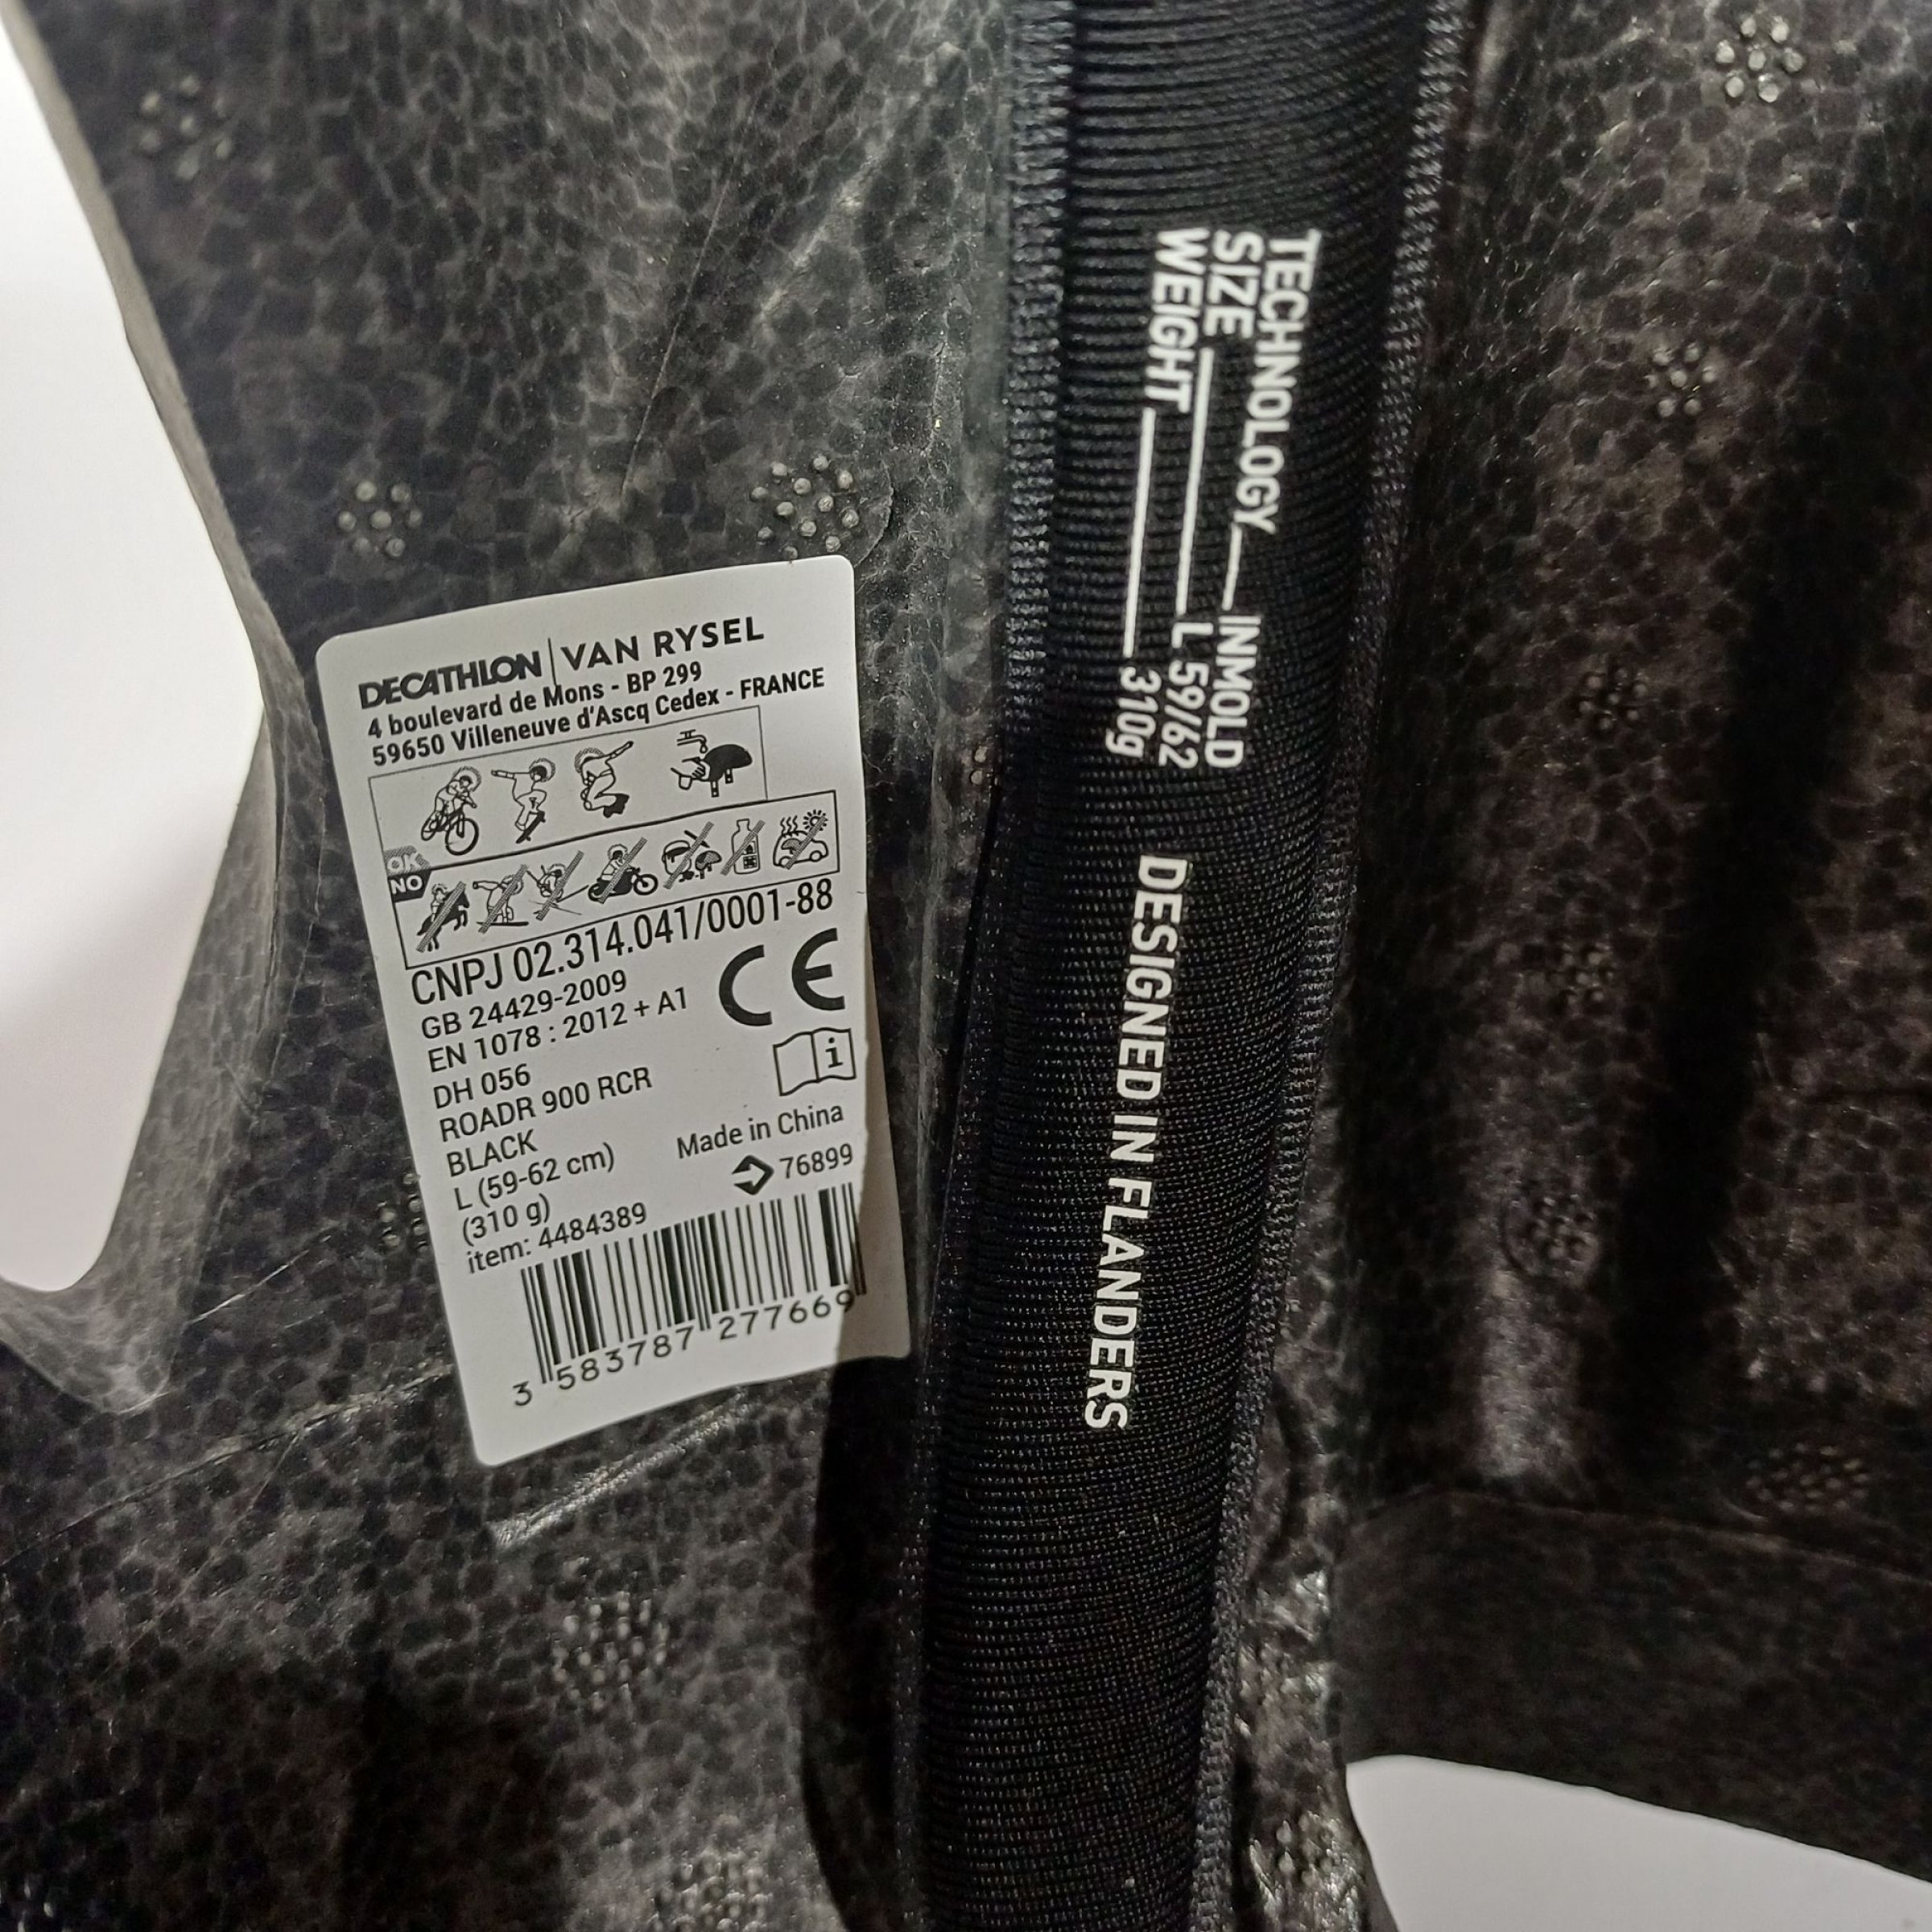 DECATHLON | VAN RYSEL
4 boulevard de Mons - BP 299
59650 Villeneuve d'Ascq Cedex - FRANCE
OK
NO
CNPJ 02.314.041/0001-88
GB 24429-2009
EN 1078 : 2012 + A1
CE
DH 056
ROADR 900 RCR
BLACK
L (59-62 cm)
(310 g)
item: 4484389
i
Made in China
76899
3 583787 277669
TECHNOLOGY INMOLD
SIZE L 59/62
WEIGHT 310g
DESIGNED IN FLANDERS